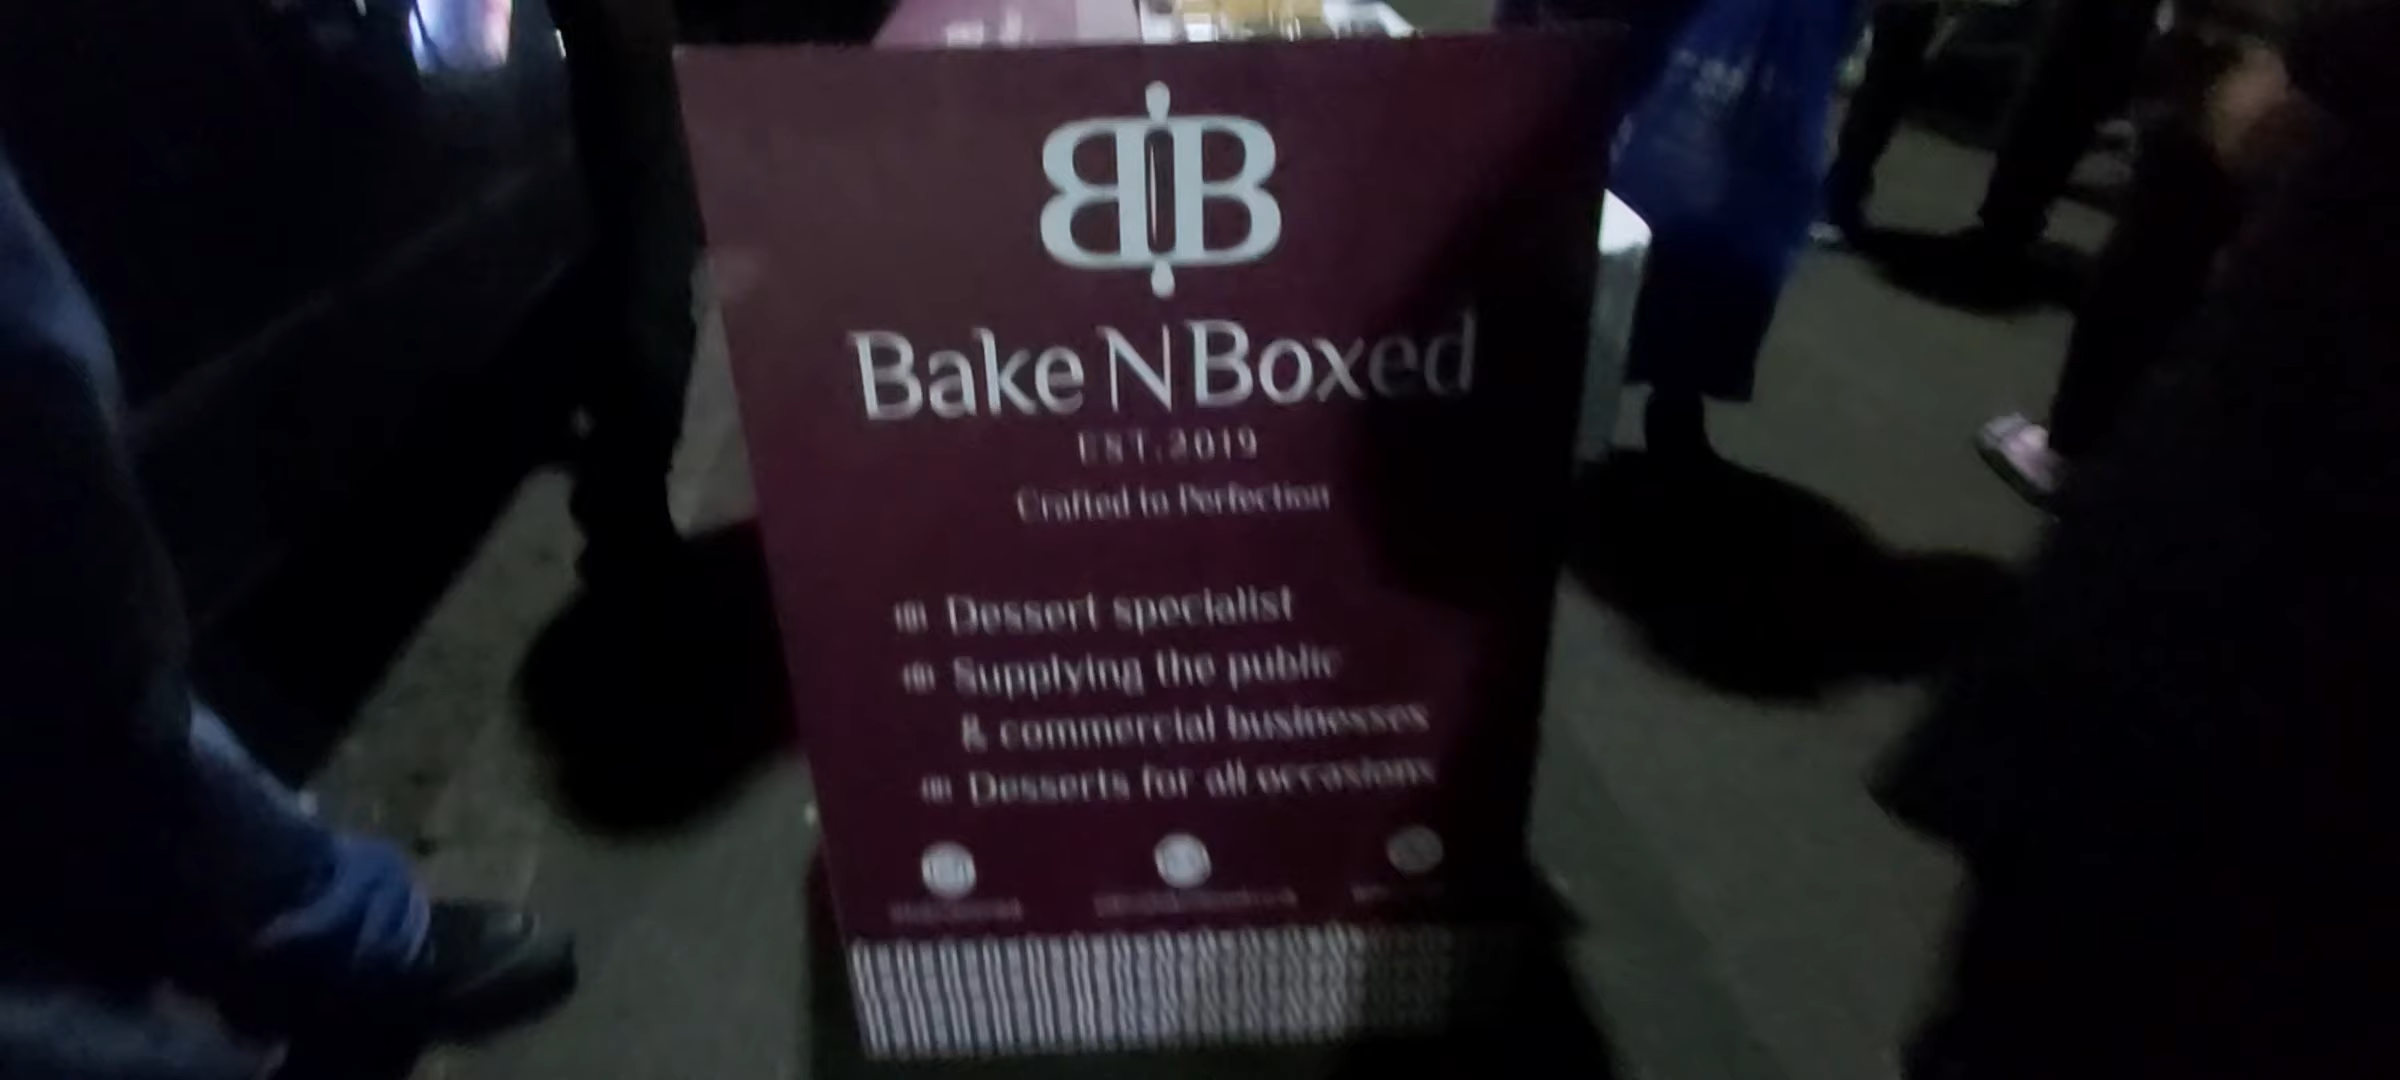 BB
Bake N Boxed
EST. 2019
Crafted to Perfection
Dessert specialist
Supplying the public
& commercial businesses
Desserts for all occasions